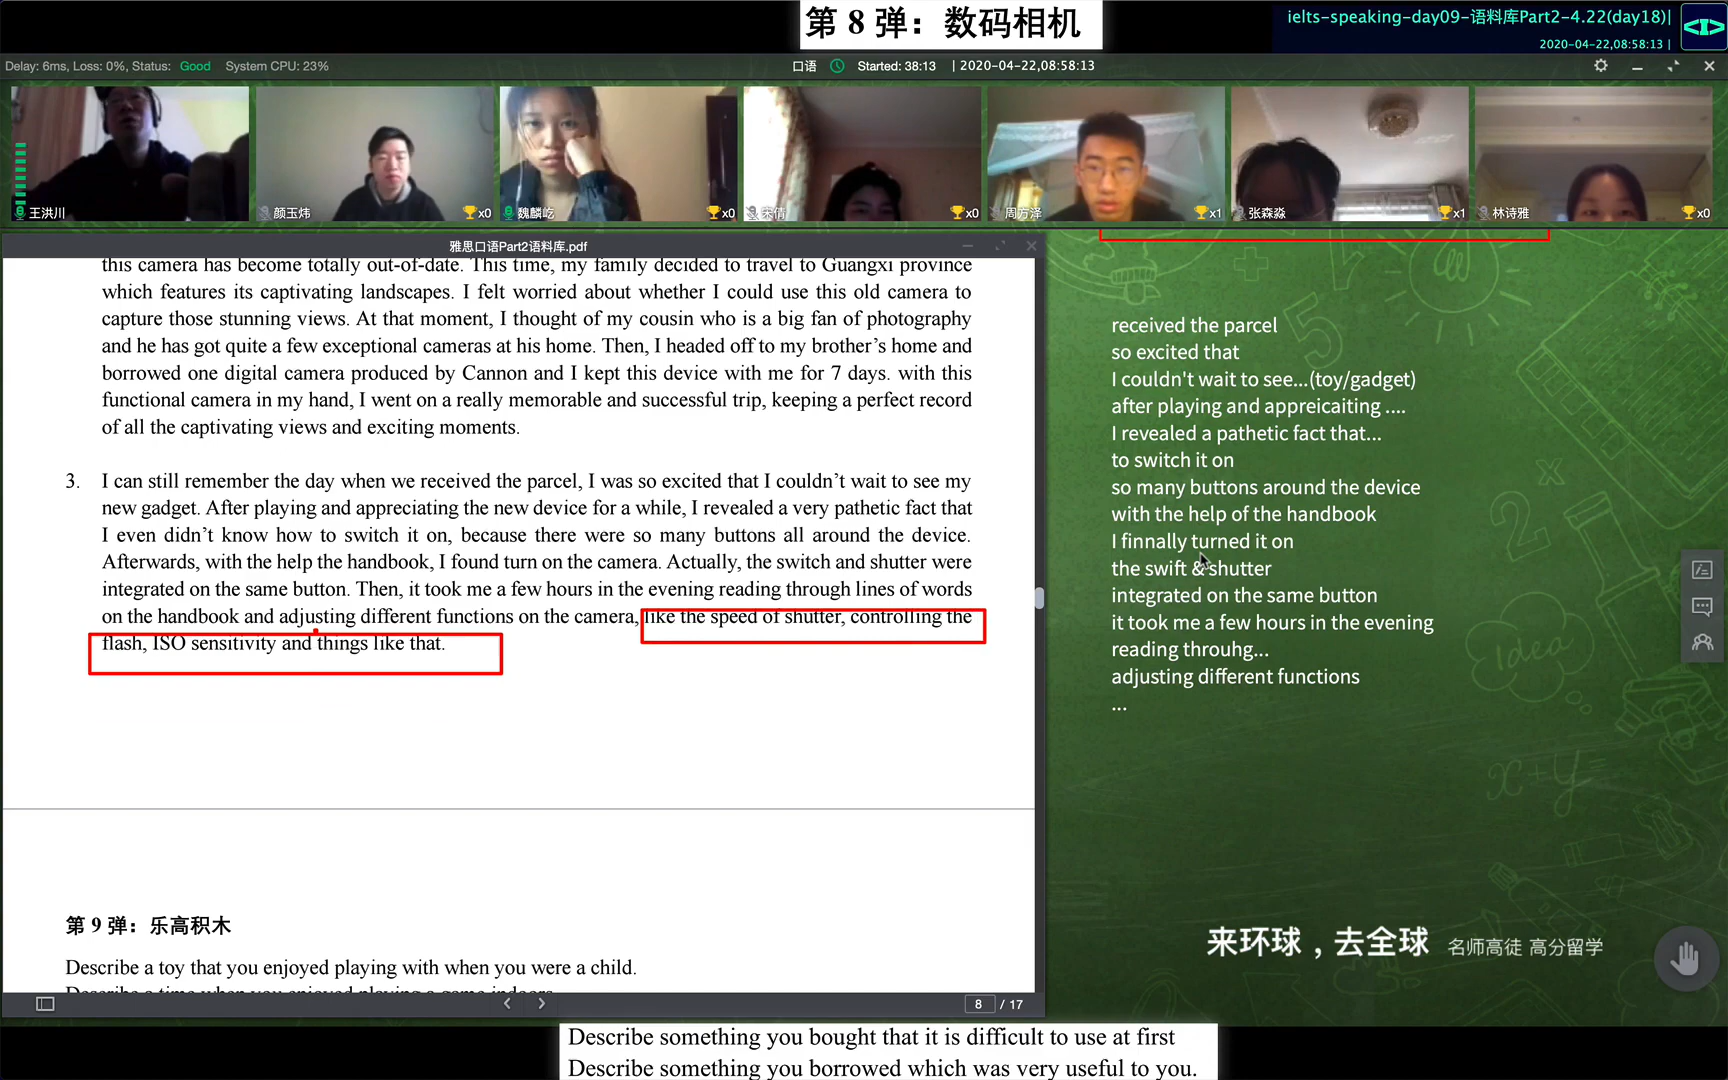 第 8 弹：数码相机
ielts-speaking-day09-语料库Part2-4.22(day18)|
2020-04-22,08:58:13 |
Delay: 6ms, Loss: 0%, Status: Good System CPU: 23%
口语 Started: 38:13 | 2020-04-22,08:58:13
王洪川
颜玉炜 x0
魏麟屹 x0
宋倩 x0
周方泽 x1
张森淼 x1
林诗雅 x0
雅思口语Part2语料库.pdf
this camera has become totally out-of-date. This time, my family decided to travel to Guangxi province
which features its captivating landscapes. I felt worried about whether I could use this old camera to
capture those stunning views. At that moment, I thought of my cousin who is a big fan of photography
and he has got quite a few exceptional cameras at his home. Then, I headed off to my brother’s home and
borrowed one digital camera produced by Cannon and I kept this device with me for 7 days. with this
functional camera in my hand, I went on a really memorable and successful trip, keeping a perfect record
of all the captivating views and exciting moments.
3. I can still remember the day when we received the parcel, I was so excited that I couldn’t wait to see my
new gadget. After playing and appreciating the new device for a while, I revealed a very pathetic fact that
I even didn’t know how to switch it on, because there were so many buttons all around the device.
Afterwards, with the help the handbook, I found turn on the camera. Actually, the switch and shutter were
integrated on the same button. Then, it took me a few hours in the evening reading through lines of words
on the handbook and adjusting different functions on the camera, like the speed of shutter, controlling the
flash, ISO sensitivity and things like that.
第 9 弹：乐高积木
Describe a toy that you enjoyed playing with when you were a child.
Describe a time when you enjoyed playing a game indoors
8 / 17
received the parcel
so excited that
I couldn't wait to see...(toy/gadget)
after playing and appreicaiting ....
I revealed a pathetic fact that...
to switch it on
so many buttons around the device
with the help of the handbook
I finnally turned it on
the swift & shutter
integrated on the same button
it took me a few hours in the evening
reading throuhg...
adjusting different functions
...
Idea
x+y=
来环球，去全球 名师高徒 高分留学
Describe something you bought that it is difficult to use at first
Describe something you borrowed which was very useful to you.